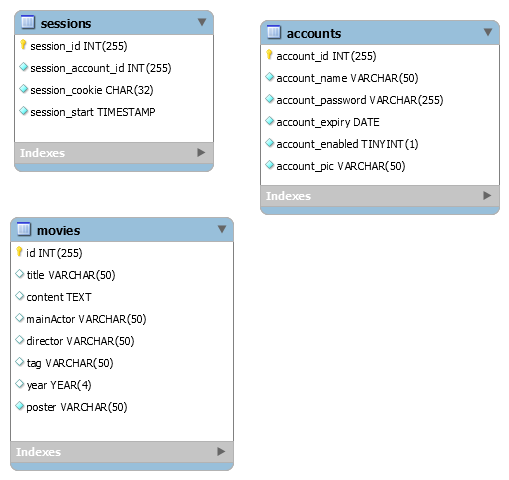 sessions
session_id INT(255)
session_account_id INT(255)
session_cookie CHAR(32)
session_start TIMESTAMP
Indexes
accounts
account_id INT(255)
account_name VARCHAR(50)
account_password VARCHAR(255)
account_expiry DATE
account_enabled TINYINT(1)
account_pic VARCHAR(50)
Indexes
movies
id INT(255)
title VARCHAR(50)
content TEXT
mainActor VARCHAR(50)
director VARCHAR(50)
tag VARCHAR(50)
year YEAR(4)
poster VARCHAR(50)
Indexes